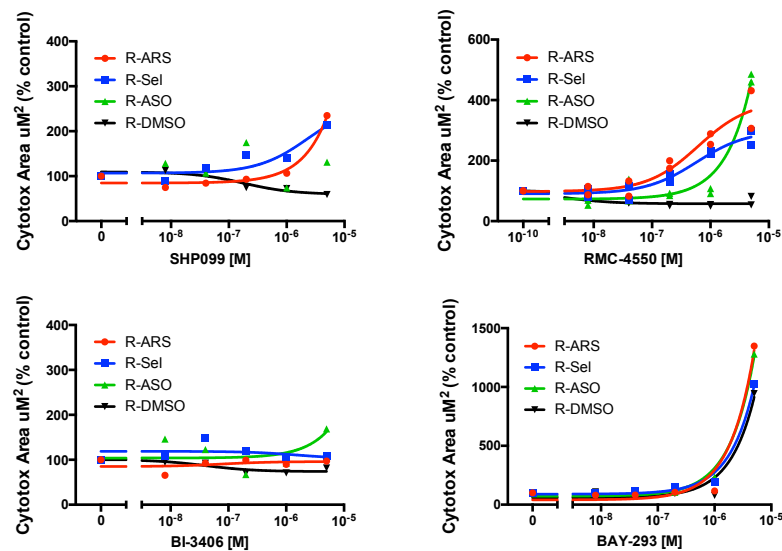 Cytotox Area uM² (% control)
400
300
200
100
0
R-ARS
R-Sel
R-ASO
R-DMSO
0 10⁻⁸ 10⁻⁷ 10⁻⁶ 10⁻⁵
SHP099 [M]
Cytotox Area uM² (% control)
600
400
200
0
R-ARS
R-Sel
R-ASO
R-DMSO
10⁻¹⁰ 10⁻⁸ 10⁻⁷ 10⁻⁶ 10⁻⁵
RMC-4550 [M]
Cytotox Area uM² (% control)
400
300
200
100
0
R-ARS
R-Sel
R-ASO
R-DMSO
0 10⁻⁸ 10⁻⁷ 10⁻⁶ 10⁻⁵
BI-3406 [M]
Cytotox Area uM² (% control)
1500
1000
500
0
R-ARS
R-Sel
R-ASO
R-DMSO
0 10⁻⁸ 10⁻⁷ 10⁻⁶ 10⁻⁵
BAY-293 [M]